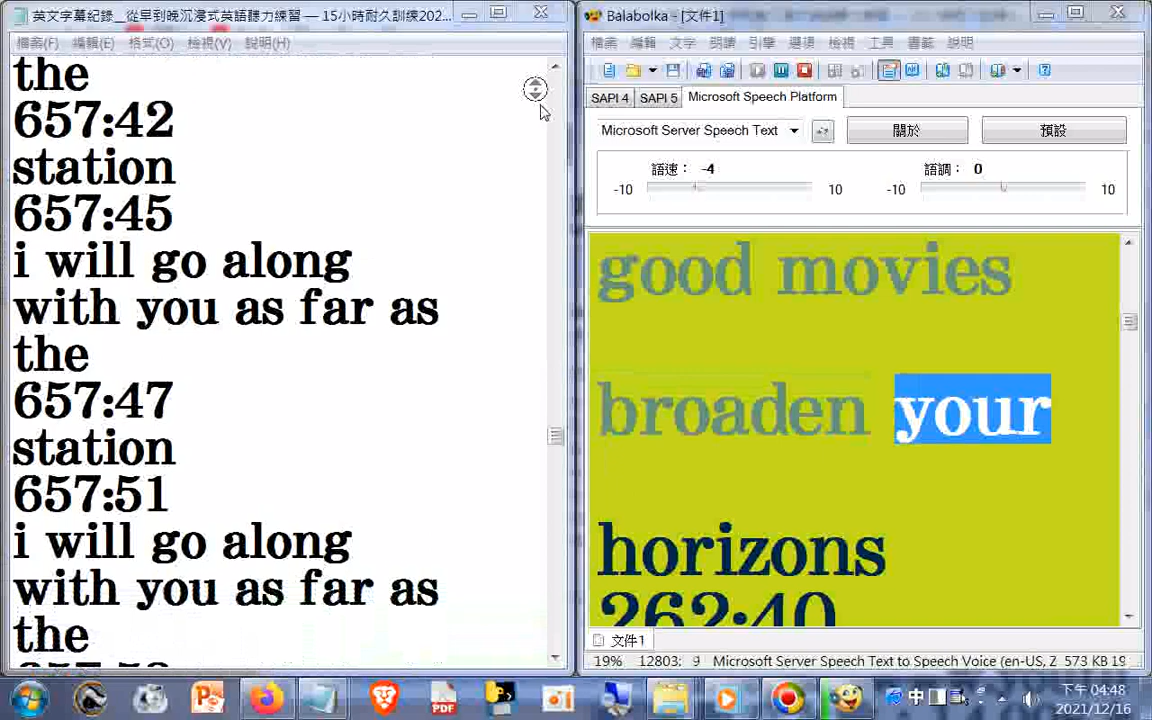 英文字幕紀錄__從早到晚沉浸式英語聽力練習 — 15小時耐久訓練202...
檔案(F) 編輯(E) 格式(O) 檢視(V) 說明(H)
the
657:42
station
657:45
i will go along
with you as far as
the
657:47
station
657:51
i will go along
with you as far as
the
Balabolka - [文件1]
檔案 編輯 文字 朗讀 引擎 選項 檢視 工具 書籤 說明
SAPI 4 SAPI 5 Microsoft Speech Platform
Microsoft Server Speech Text 關於 預設
語速: -4 語調: 0
-10 10 -10 10
good movies
broaden your
horizons
262:40
文件1
19% 12803: 9 Microsoft Server Speech Text to Speech Voice (en-US, Z 573 KB 19
中 下午 04:48
2021/12/16